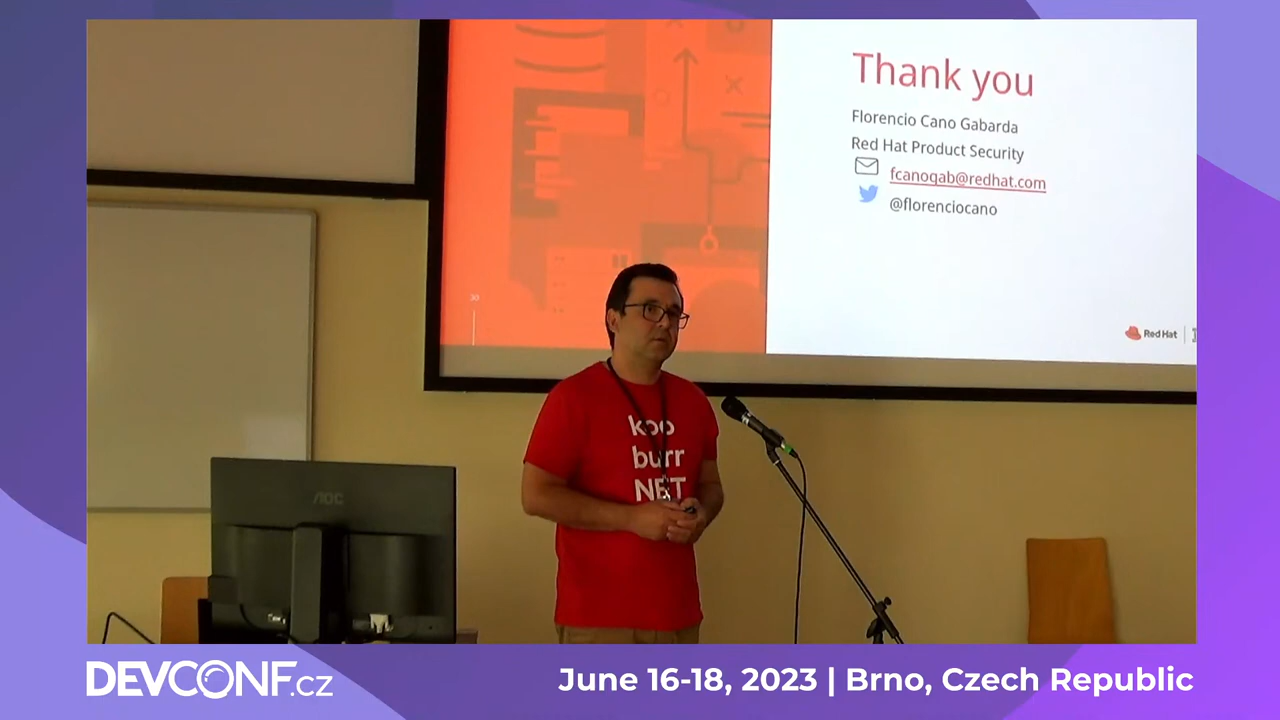 Thank you
Florencio Cano Gabarda
Red Hat Product Security
fcanogab@redhat.com
@florenciocano
30
Red Hat
koo
burr
NET
AOC
DEVCONF.cz
June 16-18, 2023 | Brno, Czech Republic